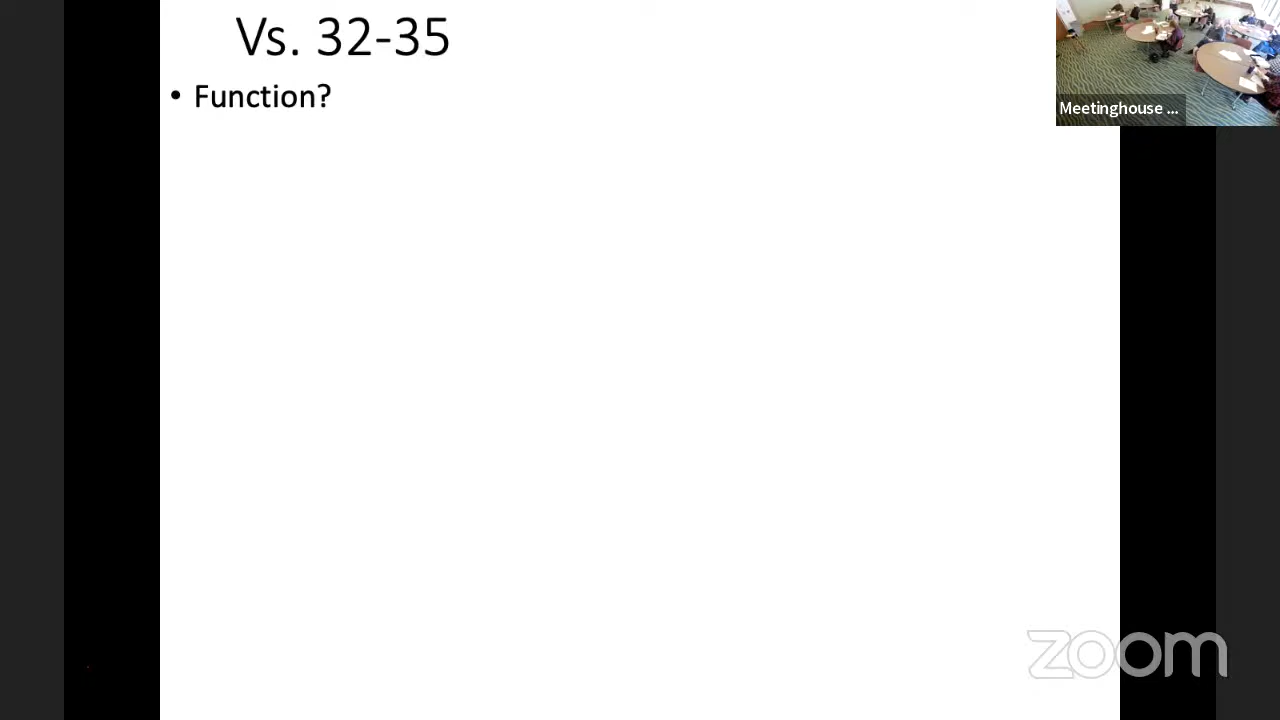 Vs. 32-35
• Function?
Meetinghouse ...
zoom